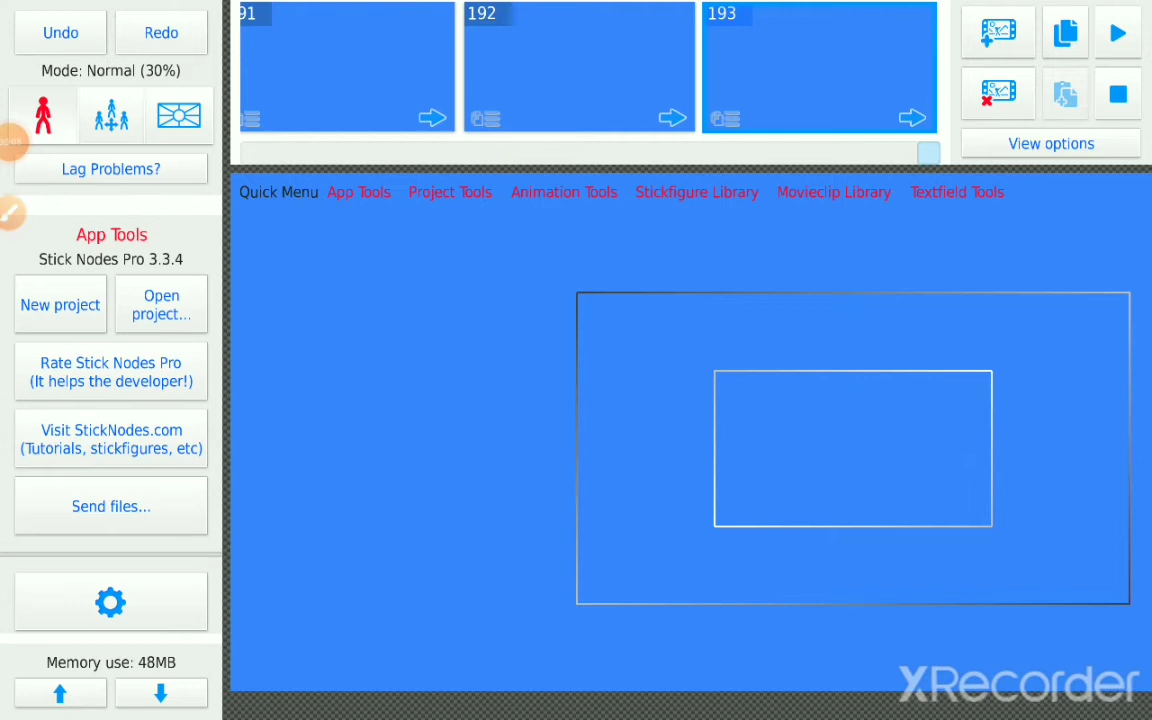 Undo
Redo
Mode: Normal (30%)
Lag Problems?
App Tools
Stick Nodes Pro 3.3.4
New project
Open
project...
Rate Stick Nodes Pro
(It helps the developer!)
Visit StickNodes.com
(Tutorials, stickfigures, etc)
Send files...
Memory use: 48MB
91
192
193
View options
Quick Menu App Tools Project Tools Animation Tools Stickfigure Library Movieclip Library Textfield Tools
XRecorder